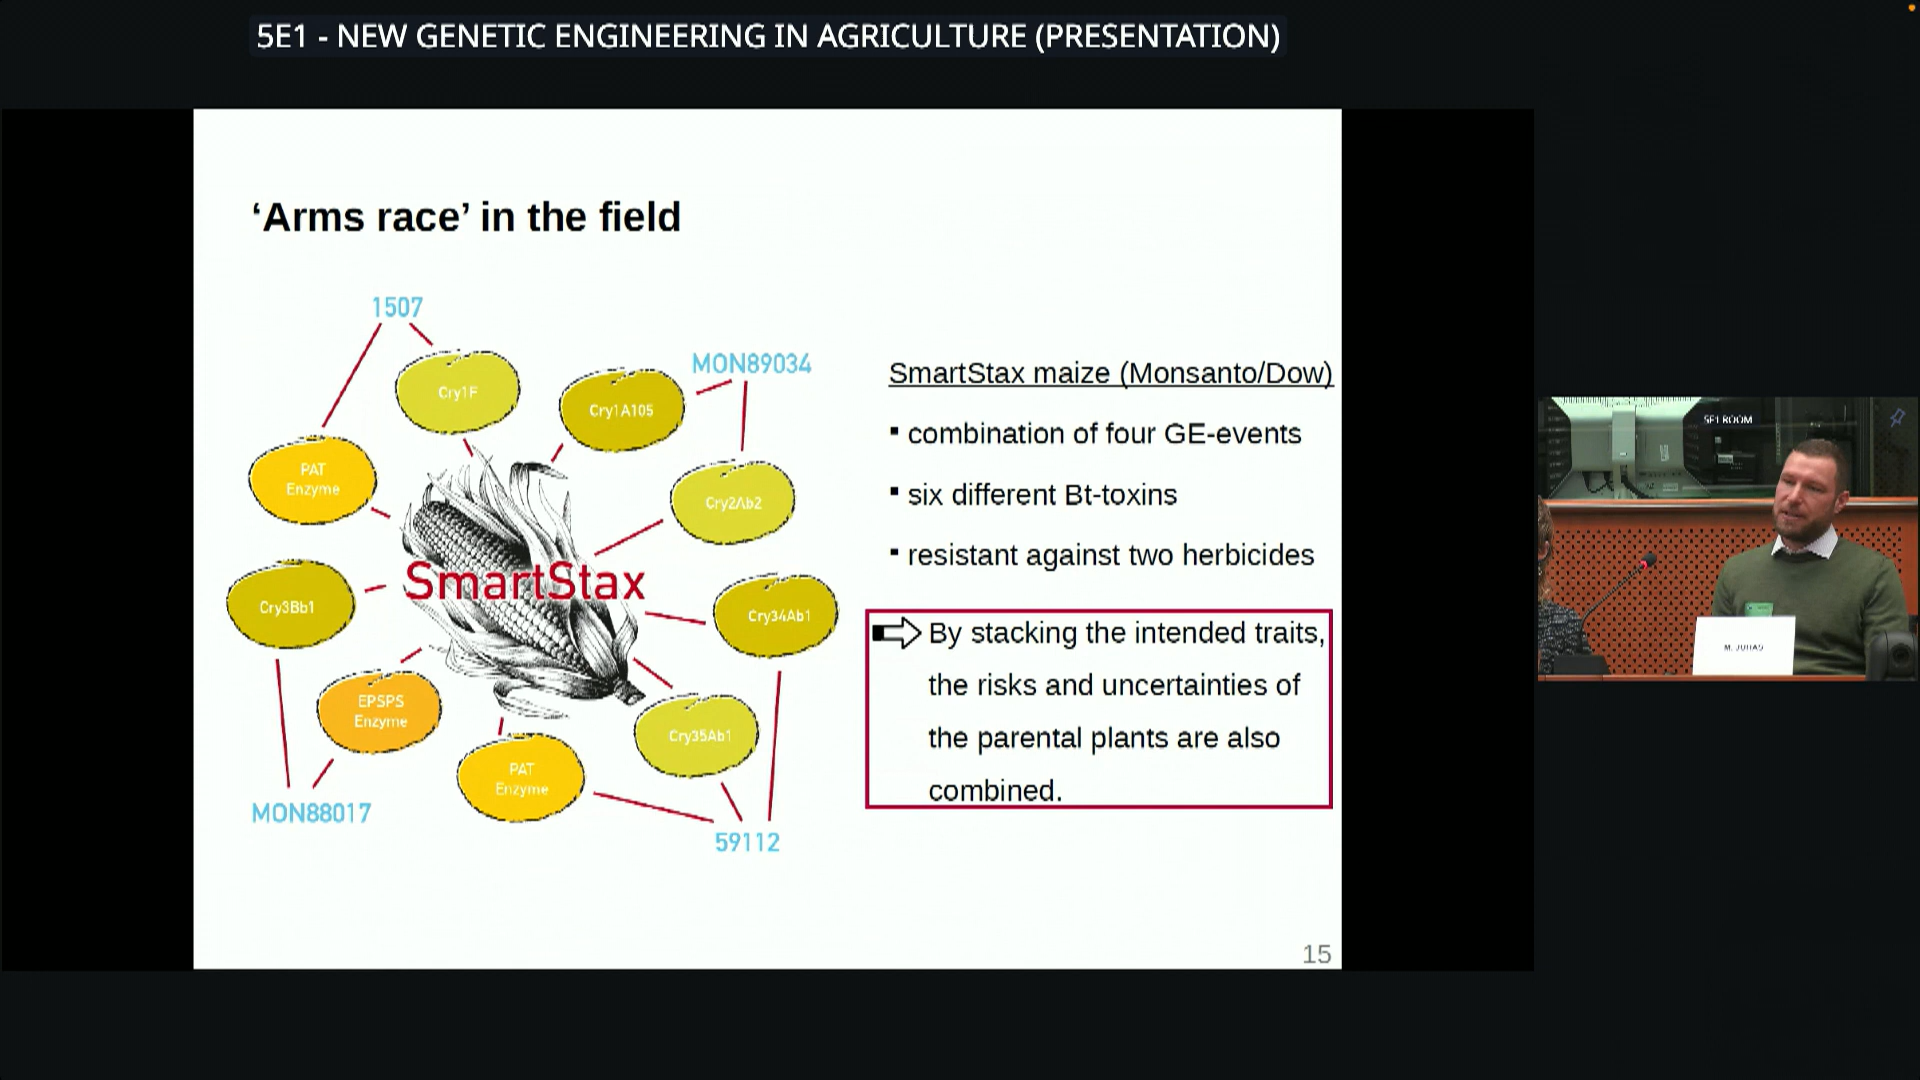 5E1 - NEW GENETIC ENGINEERING IN AGRICULTURE (PRESENTATION)
‘Arms race’ in the field
1507
MON89034
Cry1F
Cry1A105
PAT
Enzyme
Cry2Ab2
SmartStax
Cry3Bb1
Cry34Ab1
EPSPS
Enzyme
Cry35Ab1
PAT
Enzyme
MON88017
59112
SmartStax maize (Monsanto/Dow)
▪ combination of four GE-events
▪ six different Bt-toxins
▪ resistant against two herbicides
By stacking the intended traits,
the risks and uncertainties of
the parental plants are also
combined.
15
5E1 ROOM
M. JUHAS